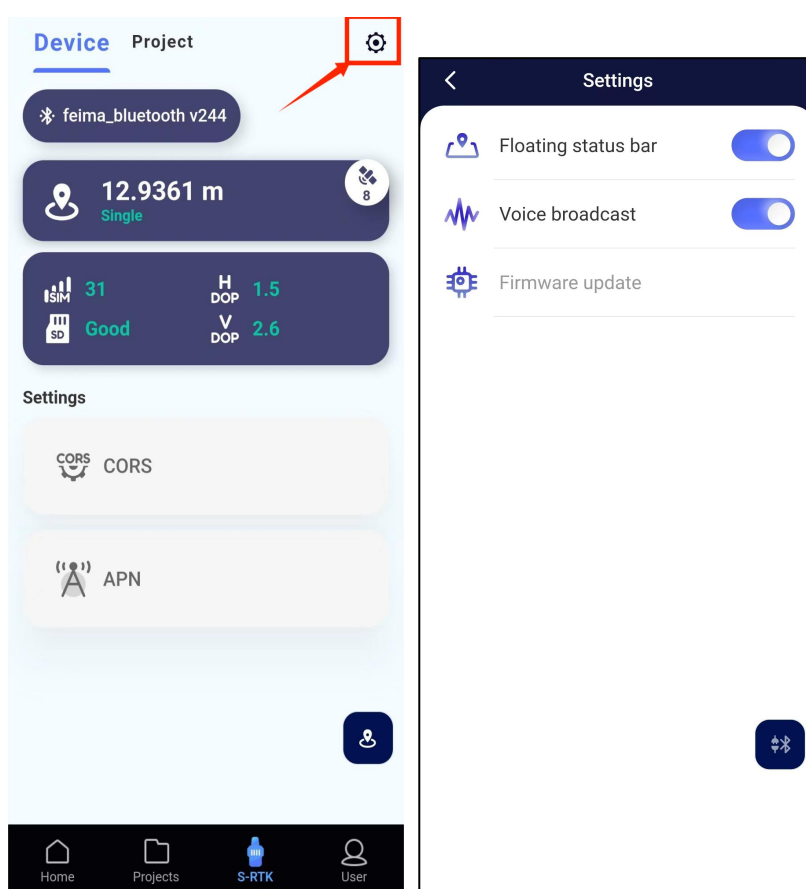 Device Project
feima_bluetooth v244
12.9361 m
Single
8
SIM 31
H
DOP 1.5
SD Good
V
DOP 2.6
Settings
CORS CORS
APN
Home Projects S-RTK User
Settings
Floating status bar
Voice broadcast
Firmware update